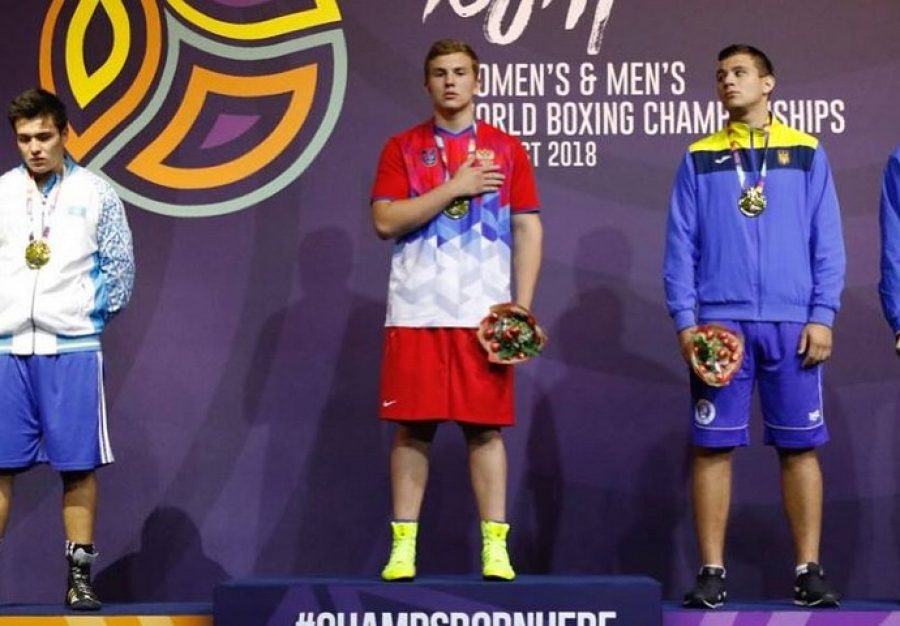 OMEN'S & MEN'S
ORLD BOXING CHAMPIONSHIPS
ST 2018
#CHAMPSBORNHERE